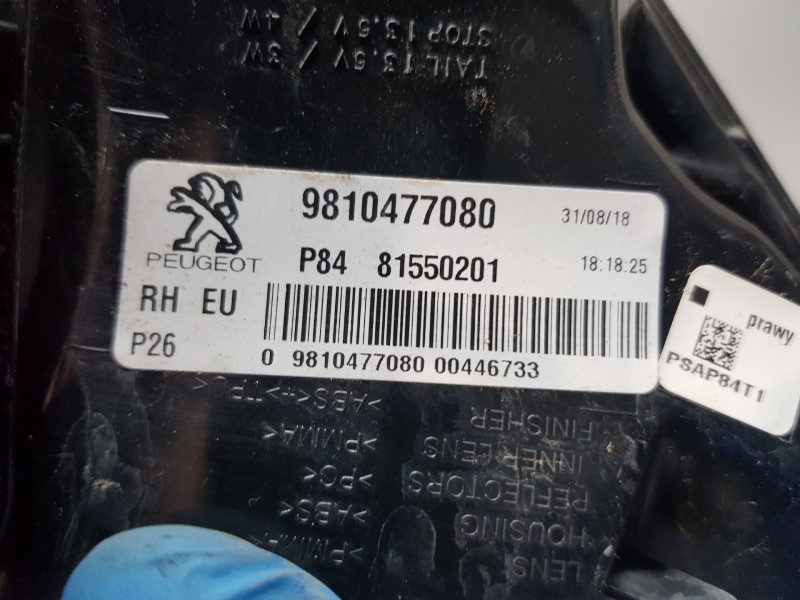 TAIL 13.5V / 3W
STOP 13.5V / 4W
9810477080
31/08/18
PEUGEOT
P84 81550201
18:18:25
RH EU
P26
0 9810477080 00446733
prawy
PSAP84T1
FINISHER >ABS+TPU<
INNER LENS >PMMA<
REFLECTORS >PC<
HOUSING >ABS<
LENS >PMMA<